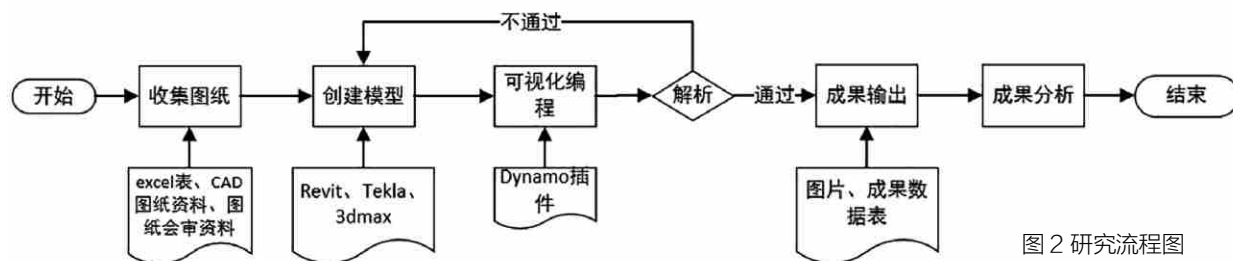 不通过
开始
收集图纸
创建模型
可视化编
程
解析
通过
成果输出
成果分析
结束
excel表、CAD
图纸资料、图
纸会审资料
Revit、Tekla、
3dmax
Dynamo插
件
图片、成果数
据表
图2 研究流程图